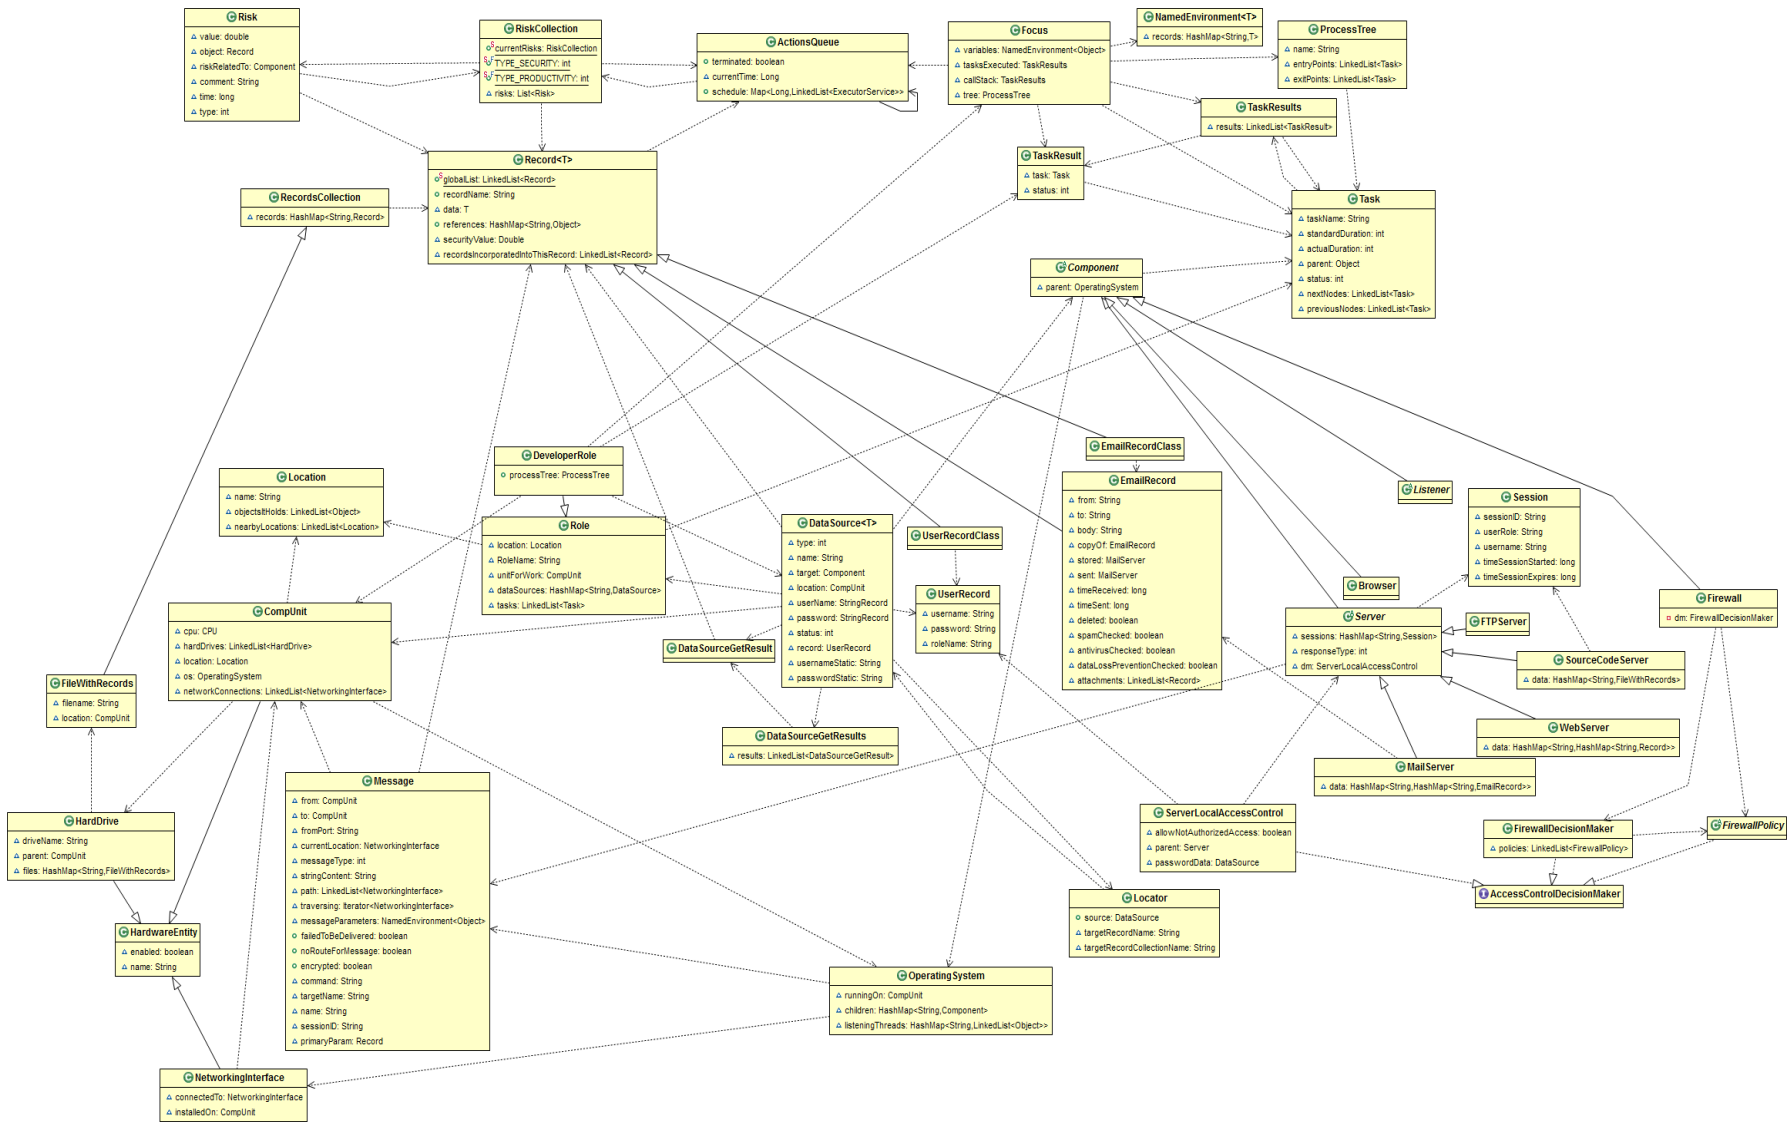 Risk
value: double
object: Record
riskRelatedTo: Component
comment: String
time: long
type: int
RiskCollection
currentRisks: RiskCollection
TYPE_SECURITY: int
TYPE_PRODUCTIVITY: int
risks: List<Risk>
ActionsQueue
terminated: boolean
currentTime: Long
schedule: Map<Long,LinkedList<ExecutorService>>
Focus
variables: NamedEnvironment<Object>
tasksExecuted: TaskResults
callStack: TaskResults
tree: ProcessTree
NamedEnvironment<T>
records: HashMap<String,T>
ProcessTree
name: String
entryPoints: LinkedList<Task>
exitPoints: LinkedList<Task>
TaskResults
results: LinkedList<TaskResult>
TaskResult
task: Task
status: int
Record<T>
globalList: LinkedList<Record>
recordName: String
data: T
references: HashMap<String,Object>
securityValue: Double
recordsIncorporatedIntoThisRecord: LinkedList<Record>
RecordsCollection
records: HashMap<String,Record>
Task
taskName: String
standardDuration: int
actualDuration: int
parent: Object
status: int
nextNodes: LinkedList<Task>
previousNodes: LinkedList<Task>
Component
parent: OperatingSystem
DeveloperRole
processTree: ProcessTree
EmailRecordClass
Location
name: String
objectsItHolds: LinkedList<Object>
nearbyLocations: LinkedList<Location>
EmailRecord
from: String
to: String
body: String
copyOf: EmailRecord
stored: MailServer
sent: MailServer
timeReceived: long
timeSent: long
deleted: boolean
spamChecked: boolean
antivirusChecked: boolean
dataLossPreventionChecked: boolean
attachments: LinkedList<Record>
Listener
Session
sessionID: String
userRole: String
username: String
timeSessionStarted: long
timeSessionExpires: long
Role
location: Location
RoleName: String
unitForWork: CompUnit
dataSources: HashMap<String,DataSource>
tasks: LinkedList<Task>
DataSource<T>
type: int
name: String
target: Component
location: CompUnit
userName: StringRecord
password: StringRecord
status: int
record: UserRecord
usernameStatic: String
passwordStatic: String
UserRecordClass
UserRecord
username: String
password: String
roleName: String
Browser
Firewall
dm: FirewallDecisionMaker
CompUnit
cpu: CPU
hardDrives: LinkedList<HardDrive>
location: Location
os: OperatingSystem
networkConnections: LinkedList<NetworkingInterface>
Server
sessions: HashMap<String,Session>
responseType: int
dm: ServerLocalAccessControl
FTPServer
DataSourceGetResult
SourceCodeServer
data: HashMap<String,FileWithRecords>
FileWithRecords
filename: String
location: CompUnit
DataSourceGetResults
results: LinkedList<DataSourceGetResult>
WebServer
data: HashMap<String,HashMap<String,Record>>
MailServer
data: HashMap<String,HashMap<String,EmailRecord>>
Message
from: CompUnit
to: CompUnit
fromPort: String
currentLocation: NetworkingInterface
messageType: int
stringContent: String
path: LinkedList<NetworkingInterface>
traversing: Iterator<NetworkingInterface>
messageParameters: NamedEnvironment<Object>
failedToBeDelivered: boolean
noRouteForMessage: boolean
encrypted: boolean
command: String
targetName: String
name: String
sessionID: String
primaryParam: Record
HardDrive
driveName: String
parent: CompUnit
files: HashMap<String,FileWithRecords>
ServerLocalAccessControl
allowNotAuthorizedAccess: boolean
parent: Server
passwordData: DataSource
FirewallDecisionMaker
policies: LinkedList<FirewallPolicy>
FirewallPolicy
AccessControlDecisionMaker
Locator
source: DataSource
targetRecordName: String
targetRecordCollectionName: String
HardwareEntity
enabled: boolean
name: String
OperatingSystem
runningOn: CompUnit
children: HashMap<String,Component>
listeningThreads: HashMap<String,LinkedList<Object>>
NetworkingInterface
connectedTo: NetworkingInterface
installedOn: CompUnit